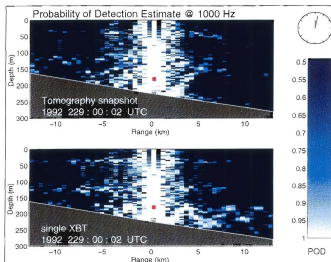 Probability of Detection Estimate @ 1000 Hz
0
50
100
150
200
250
300
Depth (m)
Tomography snapshot
1992 229 : 00 : 02 UTC
-10 -5 0 5 10
Range (km)
0
50
100
150
200
250
300
Depth (m)
single XBT
1992 229 : 00 : 02 UTC
-10 -5 0 5 10
Range (km)
0.5
0.55
0.6
0.65
0.7
0.75
0.8
0.85
0.9
0.95
1
POD